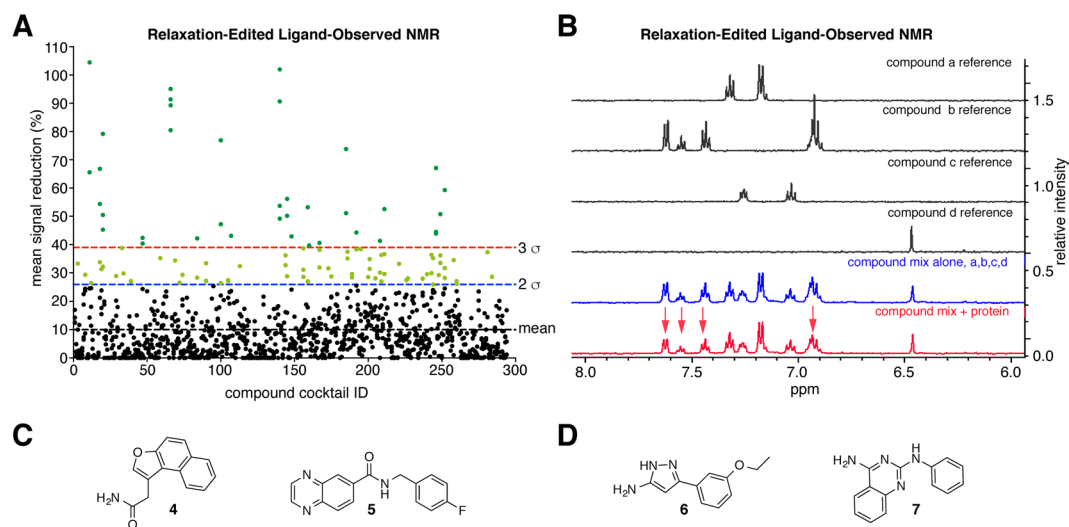 A
Relaxation-Edited Ligand-Observed NMR
110
100
90
80
70
60
50
40
30
20
10
0
mean signal reduction (%)
3 σ
2 σ
mean
0
50
100
150
200
250
300
compound cocktail ID
B
Relaxation-Edited Ligand-Observed NMR
compound a reference
1.5
compound b reference
compound c reference
1.0
compound d reference
compound mix alone, a,b,c,d
0.5
compound mix + protein
0.0
relative intensity
8.0
7.5
7.0
6.5
6.0
ppm
C
O
H2N
O
4
N
N
O
N
H
F
5
D
HN
N
H2N
O
6
H2N
N
H
N
N
7